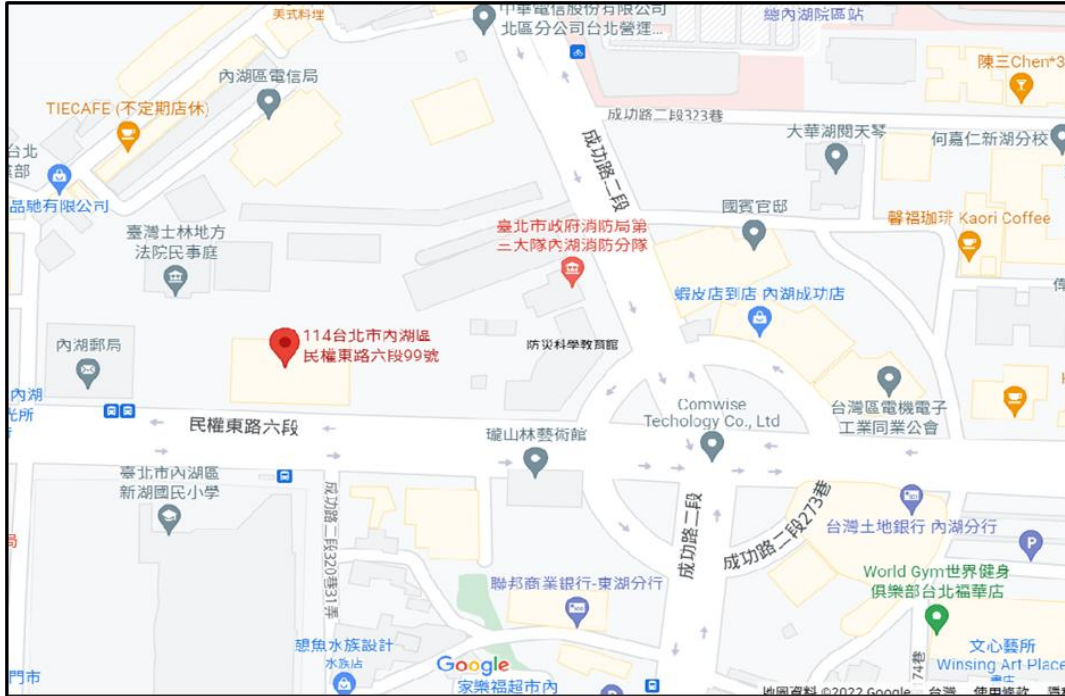 美式料理
中華電信股份有限公司
北區分公司台北營運...
總內湖院區站
陳三Chen*3
內湖區電信局
TIECAFE (不定期店休)
成功路二段323巷
大華湖閱天琴
何嘉仁新湖分校
台北
品馳有限公司
成功路二段
國賓官邸
馨福珈琲 Kaori Coffee
臺灣士林地方
法院民事庭
臺北市政府消防局第
三大隊內湖消防分隊
蝦皮店到店 內湖成功店
114台北市內湖區
民權東路六段99號
內湖郵局
防災科學教育館
內湖
Comwise
Techology Co., Ltd
台灣區電機電子
工業同業公會
民權東路六段
瓏山林藝術館
臺北市內湖區
新湖國民小學
成功路二段320巷31弄
成功路二段
成功路二段273巷
台灣土地銀行 內湖分行
P
局
聯邦商業銀行-東湖分行
World Gym世界健身
俱樂部台北福華店
水族設計
水族店
Google
家樂福超市內
P
74巷
文心藝所
Winsing Art Place
門市
地圖資料 ©2022 Google 台灣 使用條款